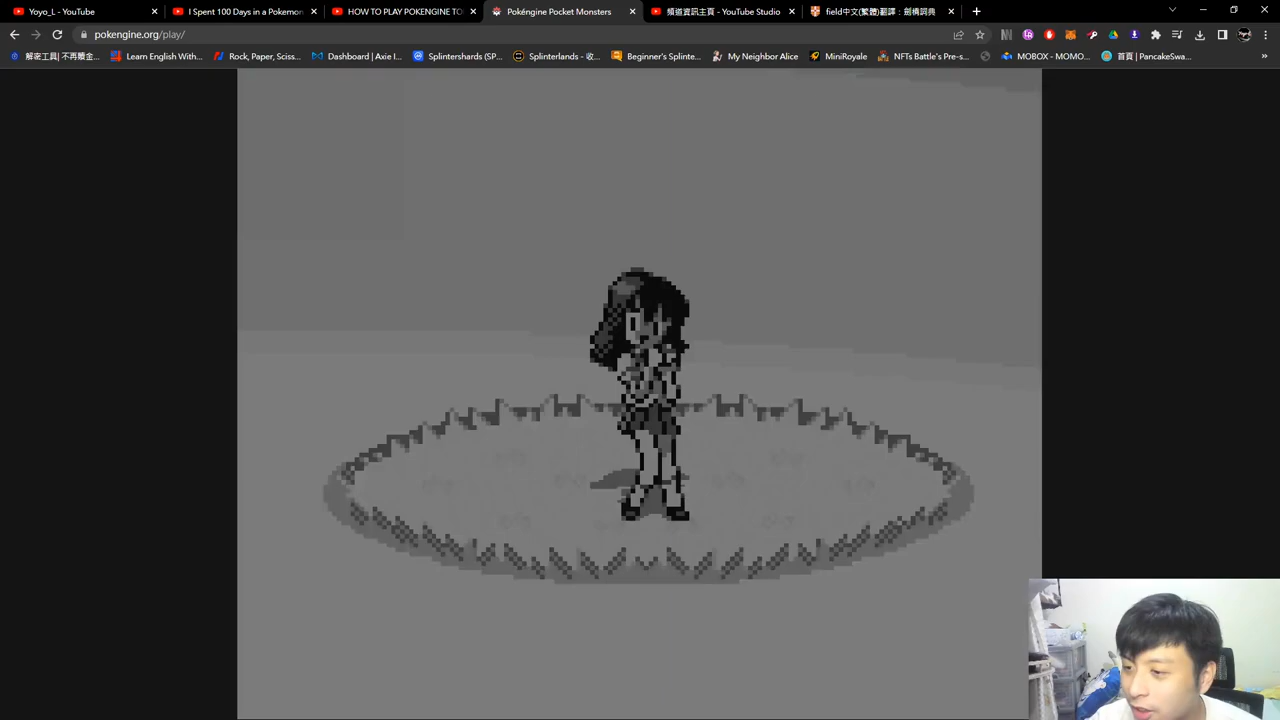 Yoyo_L - YouTube
I Spent 100 Days in a Pokemon
HOW TO PLAY POKENGINE TO
Pokéngine Pocket Monsters
頻道資訊主頁 - YouTube Studio
field中文(繁體)翻譯：劍橋詞典
pokengine.org/play/
解密工具| 不再贖金...
Learn English With...
Rock, Paper, Sciss...
Dashboard | Axie I...
Splintershards (SP...
Splinterlands - 收...
Beginner's Splinte...
My Neighbor Alice
MiniRoyale
NFTs Battle's Pre-s...
MOBOX - MOMO...
首頁 | PancakeSwa...